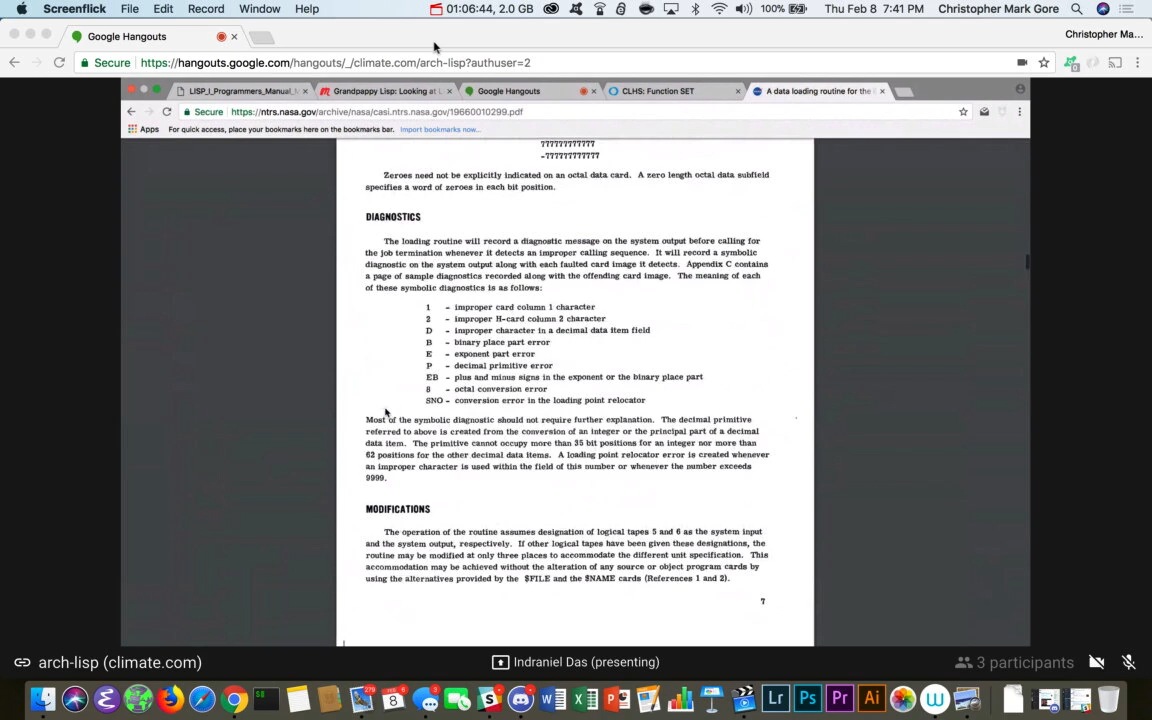 Screenflick File Edit Record Window Help 01:06:44, 2.0 GB 100% Thu Feb 8 7:41 PM Christopher Mark Gore
Google Hangouts Christopher Ma...
Secure https://hangouts.google.com/hangouts/_/climate.com/arch-lisp?authuser=2
LISP_I_Programmers_Manual_ Grandpappy Lisp: Looking at L Google Hangouts CLHS: Function SET A data loading routine for the
Secure https://ntrs.nasa.gov/archive/nasa/casi.ntrs.nasa.gov/19660010299.pdf
Apps For quick access, place your bookmarks here on the bookmarks bar. Import bookmarks now...
777777777777
-777777777777
Zeroes need not be explicitly indicated on an octal data card. A zero length octal data subfield
specifies a word of zeroes in each bit position.
DIAGNOSTICS
The loading routine will record a diagnostic message on the system output before calling for
the job termination whenever it detects an improper calling sequence. It will record a symbolic
diagnostic on the system output along with each faulted card image it detects. Appendix C contains
a page of sample diagnostics recorded along with the offending card image. The meaning of each
of these symbolic diagnostics is as follows:
1 - improper card column 1 character
2 - improper H-card column 2 character
D - improper character in a decimal data item field
B - binary place part error
E - exponent part error
P - decimal primitive error
EB - plus and minus signs in the exponent or the binary place part
8 - octal conversion error
SNO - conversion error in the loading point relocator
Most of the symbolic diagnostic should not require further explanation. The decimal primitive
referred to above is created from the conversion of an integer or the principal part of a decimal
data item. The primitive cannot occupy more than 35 bit positions for an integer nor more than
62 positions for the other decimal data items. A loading point relocator error is created whenever
an improper character is used within the field of this number or whenever the number exceeds
9999.
MODIFICATIONS
The operation of the routine assumes designation of logical tapes 5 and 6 as the system input
and the system output, respectively. If other logical tapes have been given these designations, the
routine may be modified at only three places to accommodate the different unit specification. This
accommodation may be achieved without the alteration of any source or object program cards by
using the alternatives provided by the $FILE and the $NAME cards (References 1 and 2).
7
arch-lisp (climate.com) Indraniel Das (presenting) 3 participants
279 8 3 Lr Ps Pr Ai